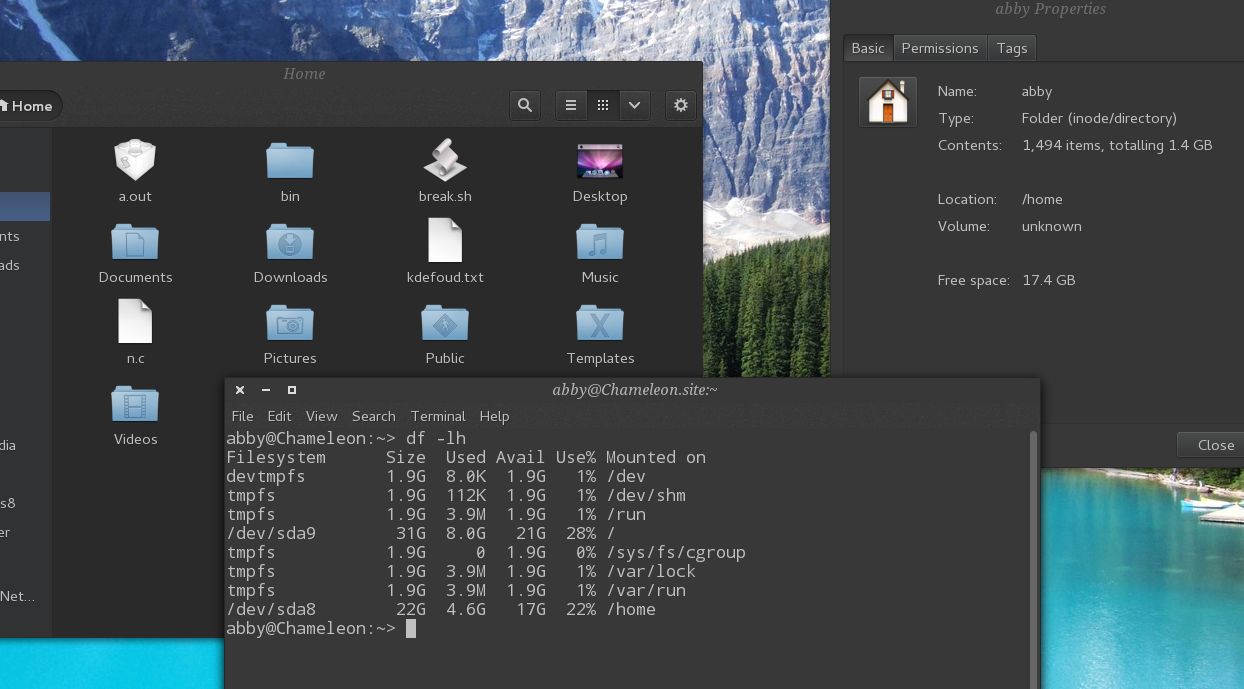 abby Properties
Basic Permissions Tags
Name: abby
Type: Folder (inode/directory)
Contents: 1,494 items, totalling 1.4 GB
Location: /home
Volume: unknown
Free space: 17.4 GB
Close
Home
Home
nts
ads
dia
s8
er
Net...
a.out bin break.sh Desktop
Documents Downloads kdefoud.txt Music
n.c Pictures Public Templates
Videos
abby@Chameleon.site:~
File Edit View Search Terminal Help
abby@Chameleon:~> df -lh
Filesystem Size Used Avail Use% Mounted on
devtmpfs 1.9G 8.0K 1.9G 1% /dev
tmpfs 1.9G 112K 1.9G 1% /dev/shm
tmpfs 1.9G 3.9M 1.9G 1% /run
/dev/sda9 31G 8.0G 21G 28% /
tmpfs 1.9G 0 1.9G 0% /sys/fs/cgroup
tmpfs 1.9G 3.9M 1.9G 1% /var/lock
tmpfs 1.9G 3.9M 1.9G 1% /var/run
/dev/sda8 22G 4.6G 17G 22% /home
abby@Chameleon:~>